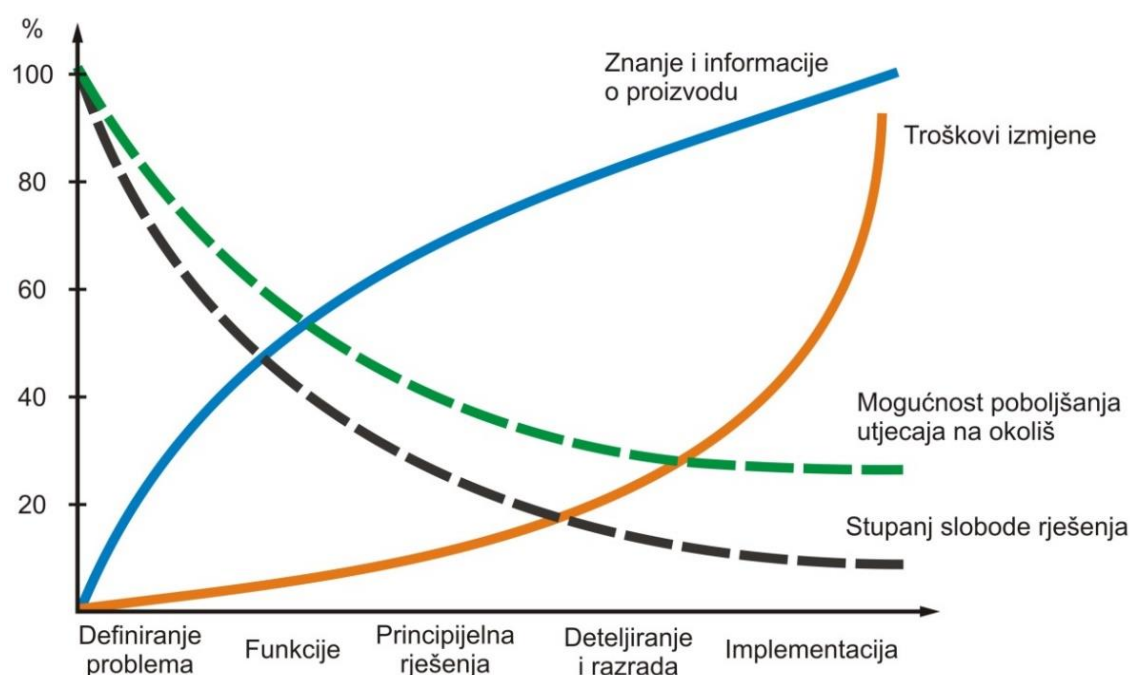 %
100
80
60
40
20
Znanje i informacije
o proizvodu
Troškovi izmjene
Mogućnost poboljšanja
utjecaja na okoliš
Stupanj slobode rješenja
Definiranje
problema
Funkcije
Principijelna
rješenja
Deteljiranje
i razrada
Implementacija